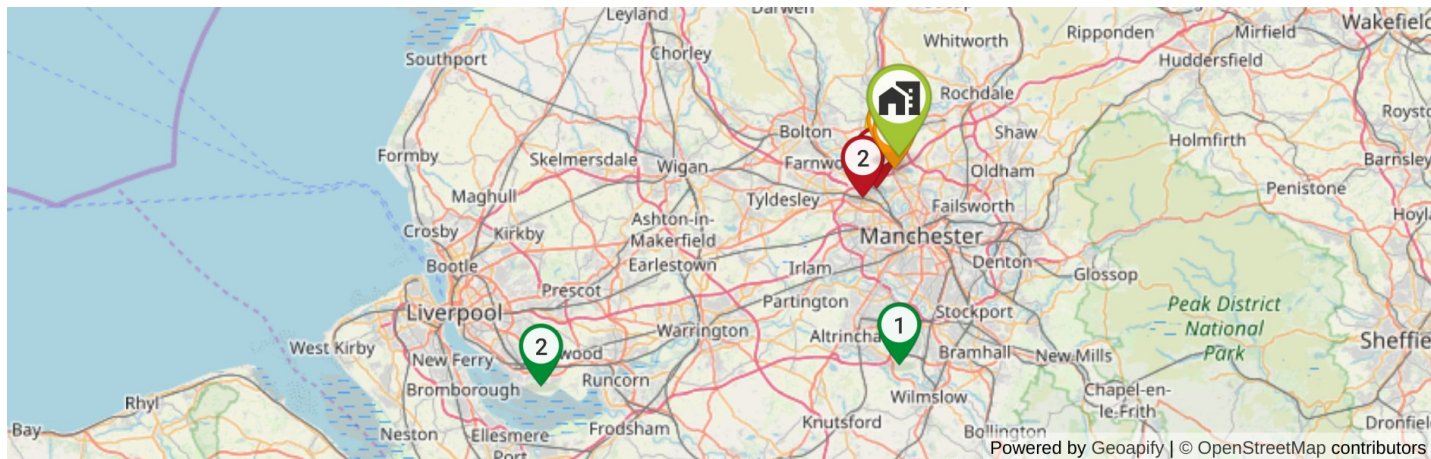 Leyland
Darwen
Wakefield
Whitworth
Ripponden
Mirfield
Southport
Chorley
Huddersfield
Rochdale
Royst
Bolton
Shaw
Holmfirth
Formby
Skelmersdale
Wigan
Farnwo
Oldham
Barnsley
2
Penistone
Maghull
Tyldesley
Failsworth
Hoyla
Crosby
Kirkby
Ashton-in-
Makerfield
Manchester
Bootle
Earlestown
Irlam
Denton
Glossop
Prescot
Partington
Peak District
National
Park
Liverpool
Stockport
1
Warrington
Altrincha
Sheffie
West Kirby
2
wood
New Ferry
Bramhall
New Mills
Bromborough
Runcorn
Chapel-en-
le-Frith
Wilmslow
Rhyl
Knutsford
Dronfield
Bay
Neston
Ellesmere
Port
Frodsham
Bollington
Powered by Geoapify | © OpenStreetMap contributors